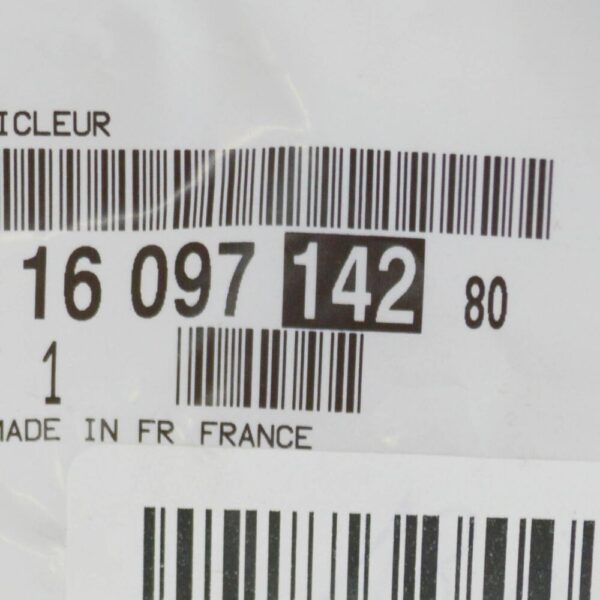 ICLEUR
16 097 142 80
1
MADE IN FR FRANCE